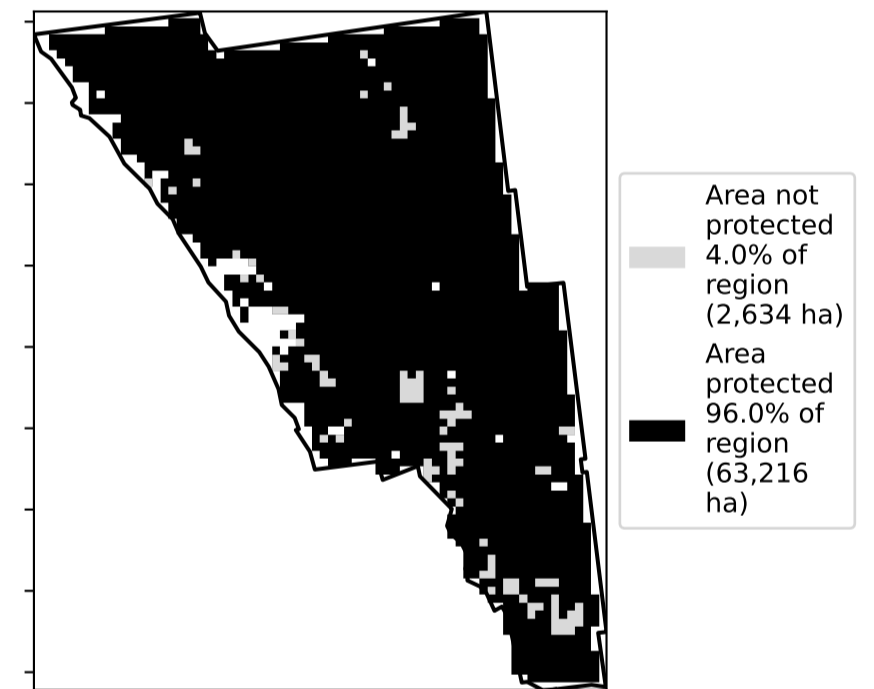 Area not
protected
4.0% of
region
(2,634 ha)
Area
protected
96.0% of
region
(63,216
ha)